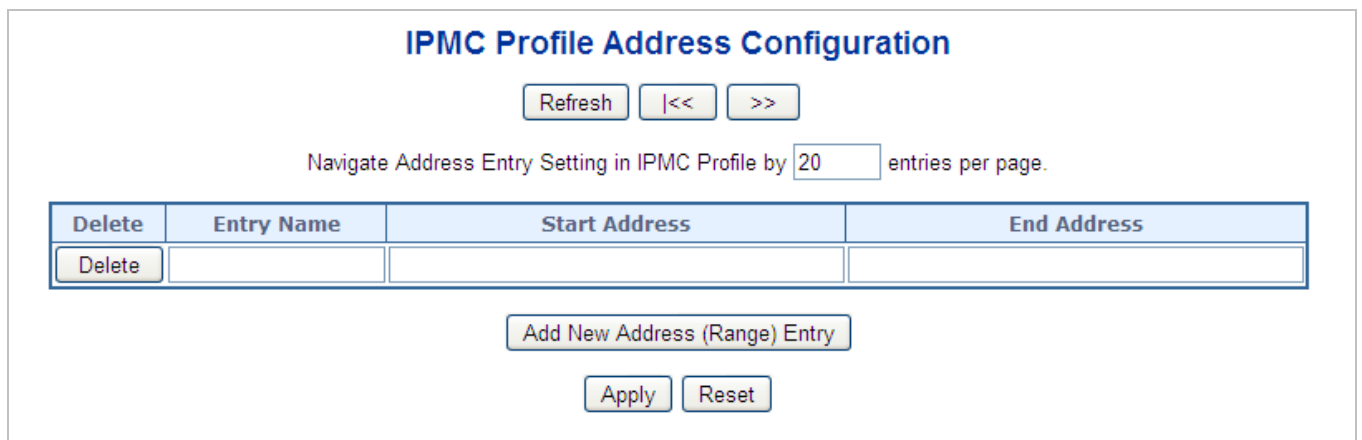 IPMC Profile Address Configuration
Refresh |<< >>
Navigate Address Entry Setting in IPMC Profile by 20 entries per page.
Delete Entry Name Start Address End Address
Delete
Add New Address (Range) Entry
Apply Reset